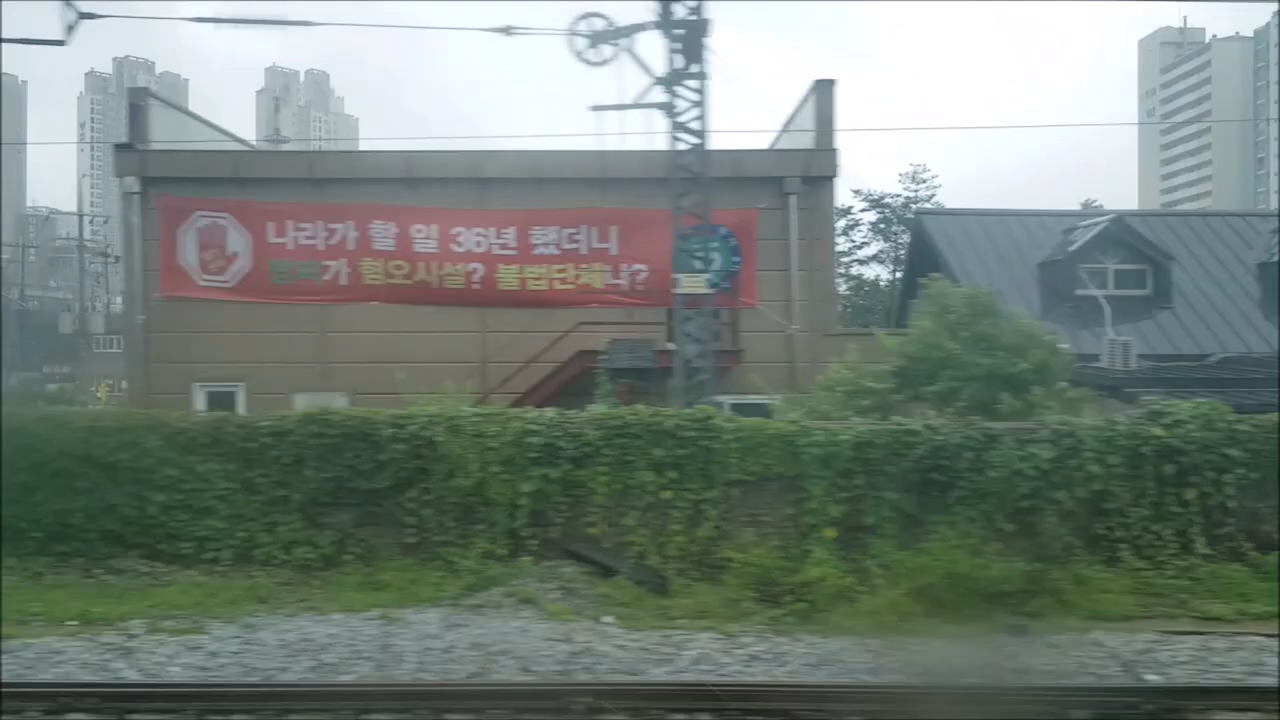 나라가 할 일 36년 했더니
가 혐오시설? 불법단체냐?